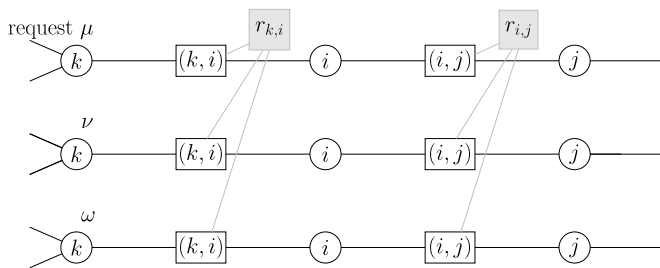 request μ
r_{k,i}
r_{i,j}
k (k, i) i (i, j) j
ν
k (k, i) i (i, j) j
ω
k (k, i) i (i, j) j